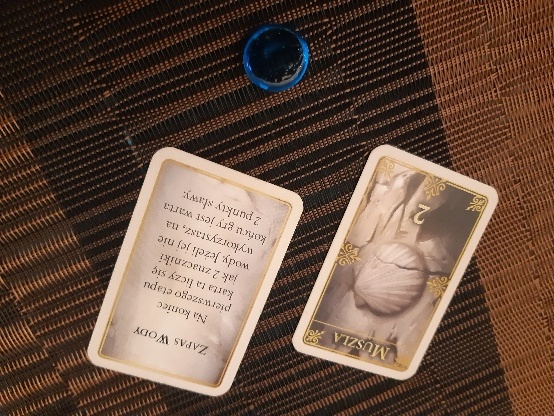 Zapas Wody
Na koniec
pierwszego etapu
karta ta liczy się
jak 2 znaczniki
wody. Jeżeli jej nie
wykorzystasz, na
końcu gry jest warta
2 punkty sławy.
Muszla
2